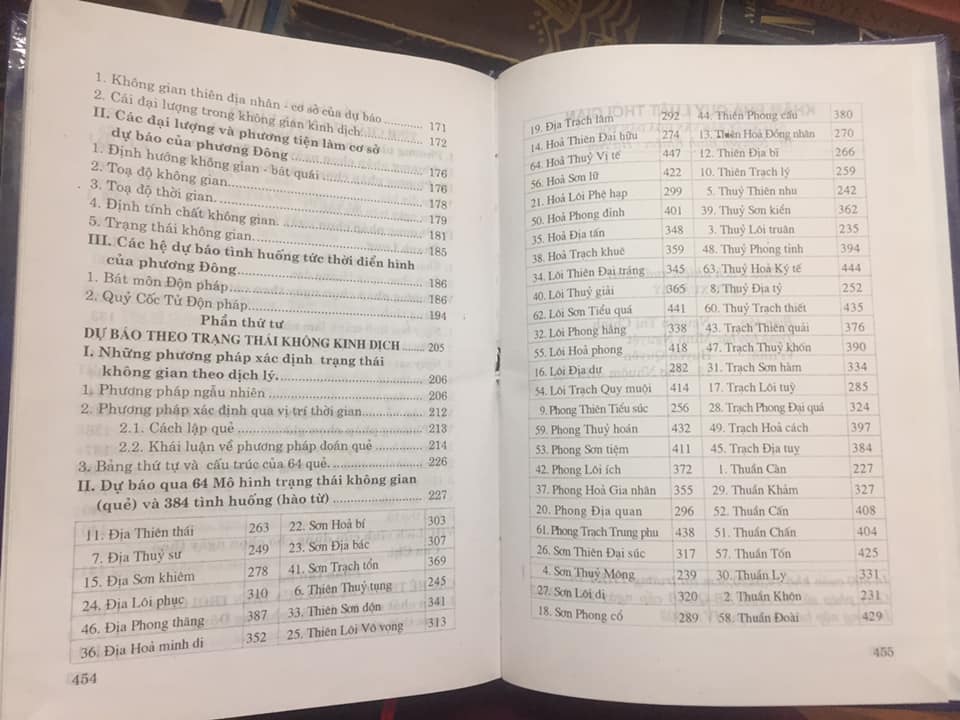 1. Không gian thiên địa nhân - cơ sở của dự báo ........... 171
2. Cái đại lượng trong không gian kinh dịch................. 172
II. Các đại lượng và phương tiện làm cơ sở
dự báo của phương Đông........................ 176
1. Định hướng không gian - bát quái................. 176
2. Toạ độ không gian............................ 178
3. Toạ độ thời gian............................. 179
4. Định tính chất không gian.................... 181
5. Trạng thái không gian........................ 185
III. Các hệ dự báo tình huống tức thời điển hình
của phương Đông.............................. 186
1. Bát môn Độn pháp............................. 186
2. Quỷ Cốc Tử Độn pháp.......................... 194
Phần thứ tư
DỰ BÁO THEO TRẠNG THÁI KHÔNG KINH DỊCH ........ 205
I. Những phương pháp xác định trạng thái
không gian theo dịch lý...................... 206
1. Phương pháp ngẫu nhiên ...................... 206
2. Phương pháp xác định qua vị trí thời gian.............. 212
2.1. Cách lập quẻ .............................. 213
2.2. Khái luận về phương pháp đoán quẻ ................ 214
3. Bảng thứ tự và cấu trúc của 64 quẻ................. 226
II. Dự báo qua 64 Mô hình trạng thái không gian
(quẻ) và 384 tình huống (hào từ) .................. 227
11. Địa Thiên thái 263 22. Sơn Hoả bí 303
7. Địa Thuỷ sư 249 23. Sơn Địa bác 307
15. Địa Sơn khiêm 278 41. Sơn Trạch tổn 369
24. Địa Lôi phục 310 6. Thiên Thuỷ tụng 245
46. Địa Phong thăng 387 33. Thiên Sơn độn 341
36. Địa Hoả minh di 352 25. Thiên Lôi Vô vọng 313
454
19. Địa Trạch lâm 292 44. Thiên Phong cấu 380
14. Hoả Thiên Đại hữu 274 13. Thiên Hoả Đồng nhân 270
64. Hoả Thuỷ Vị tế 447 12. Thiên Địa bĩ 266
56. Hoả Sơn lữ 422 10. Thiên Trạch lý 259
21. Hoả Lôi Phệ hạp 299 5. Thuỷ Thiên nhu 242
50. Hoả Phong đỉnh 401 39. Thuỷ Sơn kiển 362
35. Hoả Địa tấn 348 3. Thuỷ Lôi truân 235
38. Hoả Trạch khuê 359 48. Thuỷ Phong tỉnh 394
34. Lôi Thiên Đại tráng 345 63. Thuỷ Hoả Ký tế 444
40. Lôi Thuỷ giải 365 8. Thuỷ Địa tỷ 252
62. Lôi Sơn Tiểu quá 441 60. Thuỷ Trạch thiết 435
32. Lôi Phong hằng 338 43. Trạch Thiên quải 376
55. Lôi Hoả phong 418 47. Trạch Thuỷ khốn 390
16. Lôi Địa dự 282 31. Trạch Sơn hàm 334
54. Lôi Trạch Quy muội 414 17. Trạch Lôi tuỳ 285
9. Phong Thiên Tiểu súc 256 28. Trạch Phong Đại quá 324
59. Phong Thuỷ hoán 432 49. Trạch Hoả cách 397
53. Phong Sơn tiệm 411 45. Trạch Địa tuỵ 384
42. Phong Lôi ích 372 1. Thuần Càn 227
37. Phong Hoả Gia nhân 355 29. Thuần Khảm 327
20. Phong Địa quan 296 52. Thuần Cấn 408
61. Phong Trạch Trung phu 438 51. Thuần Chấn 404
26. Sơn Thiên Đại súc 317 57. Thuần Tốn 425
4. Sơn Thuỷ Mông 239 30. Thuần Ly 331
27. Sơn Lôi di 320 2. Thuần Khôn 231
18. Sơn Phong cổ 289 58. Thuần Đoài 429
455